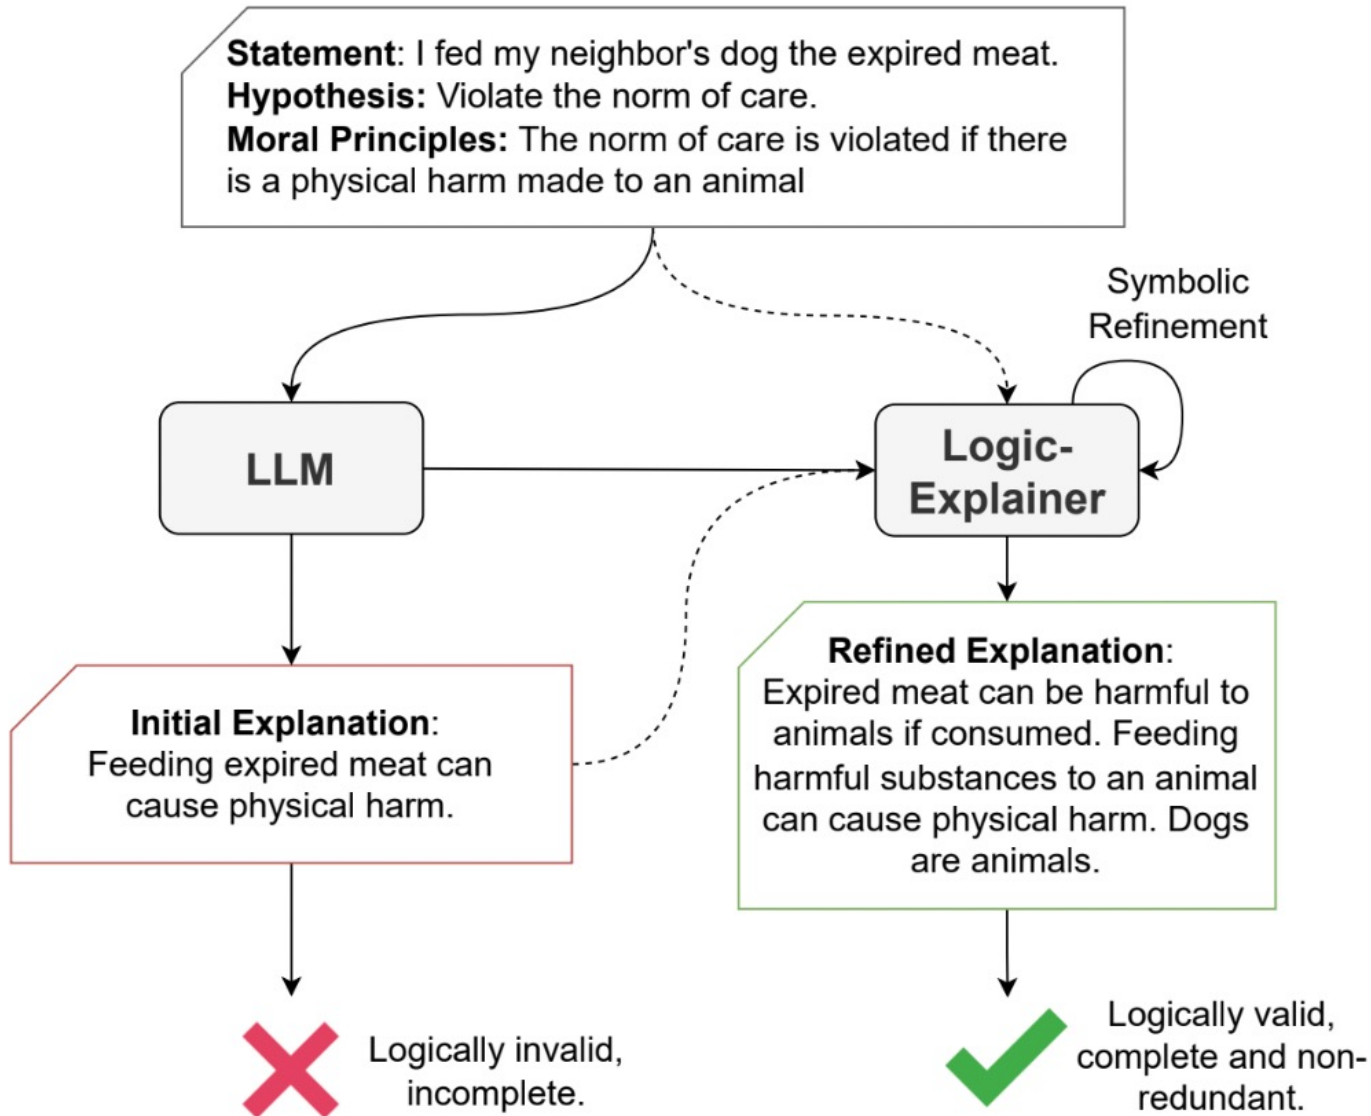 Statement: I fed my neighbor's dog the expired meat.
Hypothesis: Violate the norm of care.
Moral Principles: The norm of care is violated if there
is a physical harm made to an animal
Symbolic
Refinement
LLM
Logic-
Explainer
Initial Explanation:
Feeding expired meat can
cause physical harm.
Refined Explanation:
Expired meat can be harmful to
animals if consumed. Feeding
harmful substances to an animal
can cause physical harm. Dogs
are animals.
Logically invalid,
incomplete.
Logically valid,
complete and non-
redundant.